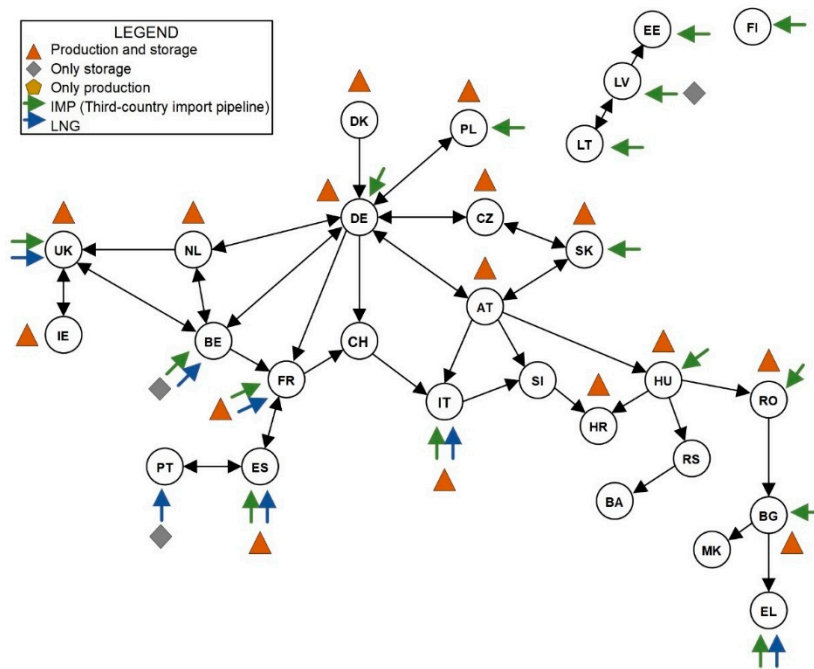 LEGEND
Production and storage
Only storage
Only production
IMP (Third-country import pipeline)
LNG
EE
FI
LV
LT
DK
PL
DE
CZ
SK
UK
NL
AT
IE
BE
CH
FR
IT
SI
HU
RO
HR
PT
ES
RS
BA
BG
MK
EL